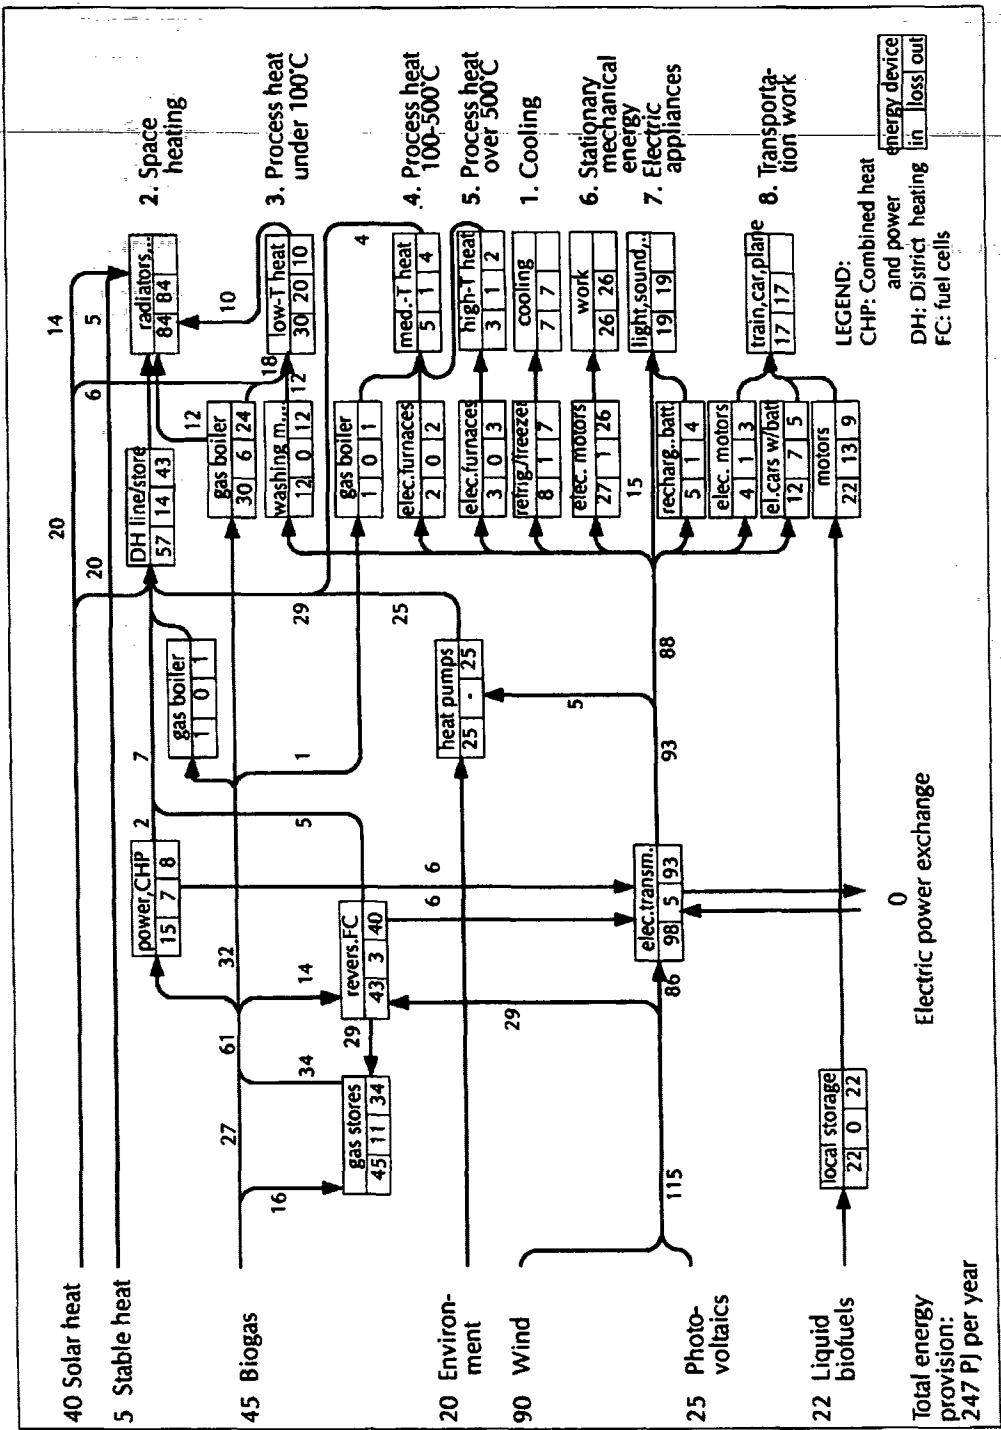 40 Solar heat
5 Stable heat
45 Biogas
20 Environ-
ment
90 Wind
25 Photo-
voltaics
22 Liquid
biofuels
Total energy
provision:
247 PJ per year
16
27
gas stores
45 11 34
34
61
29
115
local storage
22 0 22
14
32
power,CHP
15 7 8
revers.FC
43 3 40
29
86
2
5
6
6
elec.transm.
98 5 93
0
Electric power exchange
7
1
gas boiler
1 0 1
heat pumps
25 - 25
5
93
88
20
20
29
25
DH line/store
57 14 43
12
gas boiler
30 6 24
washing m...
12 0 12
gas boiler
1 0 1
elec.furnaces
2 0 2
elec.furnaces
3 0 3
refrig./freezer
8 1 7
elec. motors
27 1 26
15
recharg..batt
5 1 4
elec. motors
4 1 3
el.cars w/batt
12 7 5
motors
22 13 9
14
5
6
18
12
10
4
radiators,..
84 84
low-T heat
30 20 10
med.-T heat
5 1 4
high-T heat
3 1 2
cooling
7 7
work
26 26
light,sound,..
19 19
train,car,plane
17 17
2. Space
heating
3. Process heat
under 100°C
4. Process heat
100-500°C
5. Process heat
over 500°C
1. Cooling
6. Stationary
mechanical
energy
7. Electric
appliances
8. Transporta-
tion work
LEGEND:
CHP: Combined heat
and power
DH: District heating
FC: fuel cells
energy device
in loss out